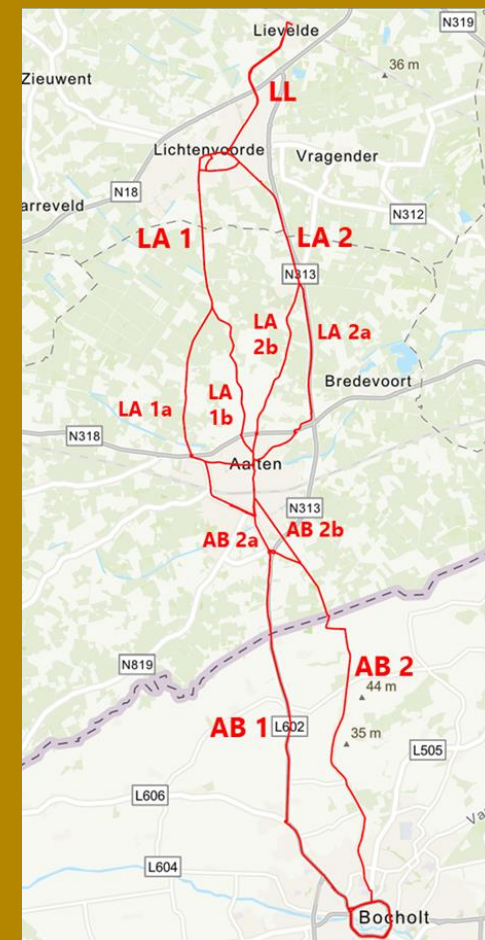 Lievelde
N319
Zieuwent
36 m
LL
Lichtenvoorde
Vragender
N18
arreveld
N312
LA 1
LA 2
N313
LA
2b
LA 2a
Bredevoort
LA 1a
LA
1b
N318
Aalten
N313
AB 2a
AB 2b
N819
AB 2
44 m
AB 1
L602
35 m
L505
L606
Va
L604
Bocholt